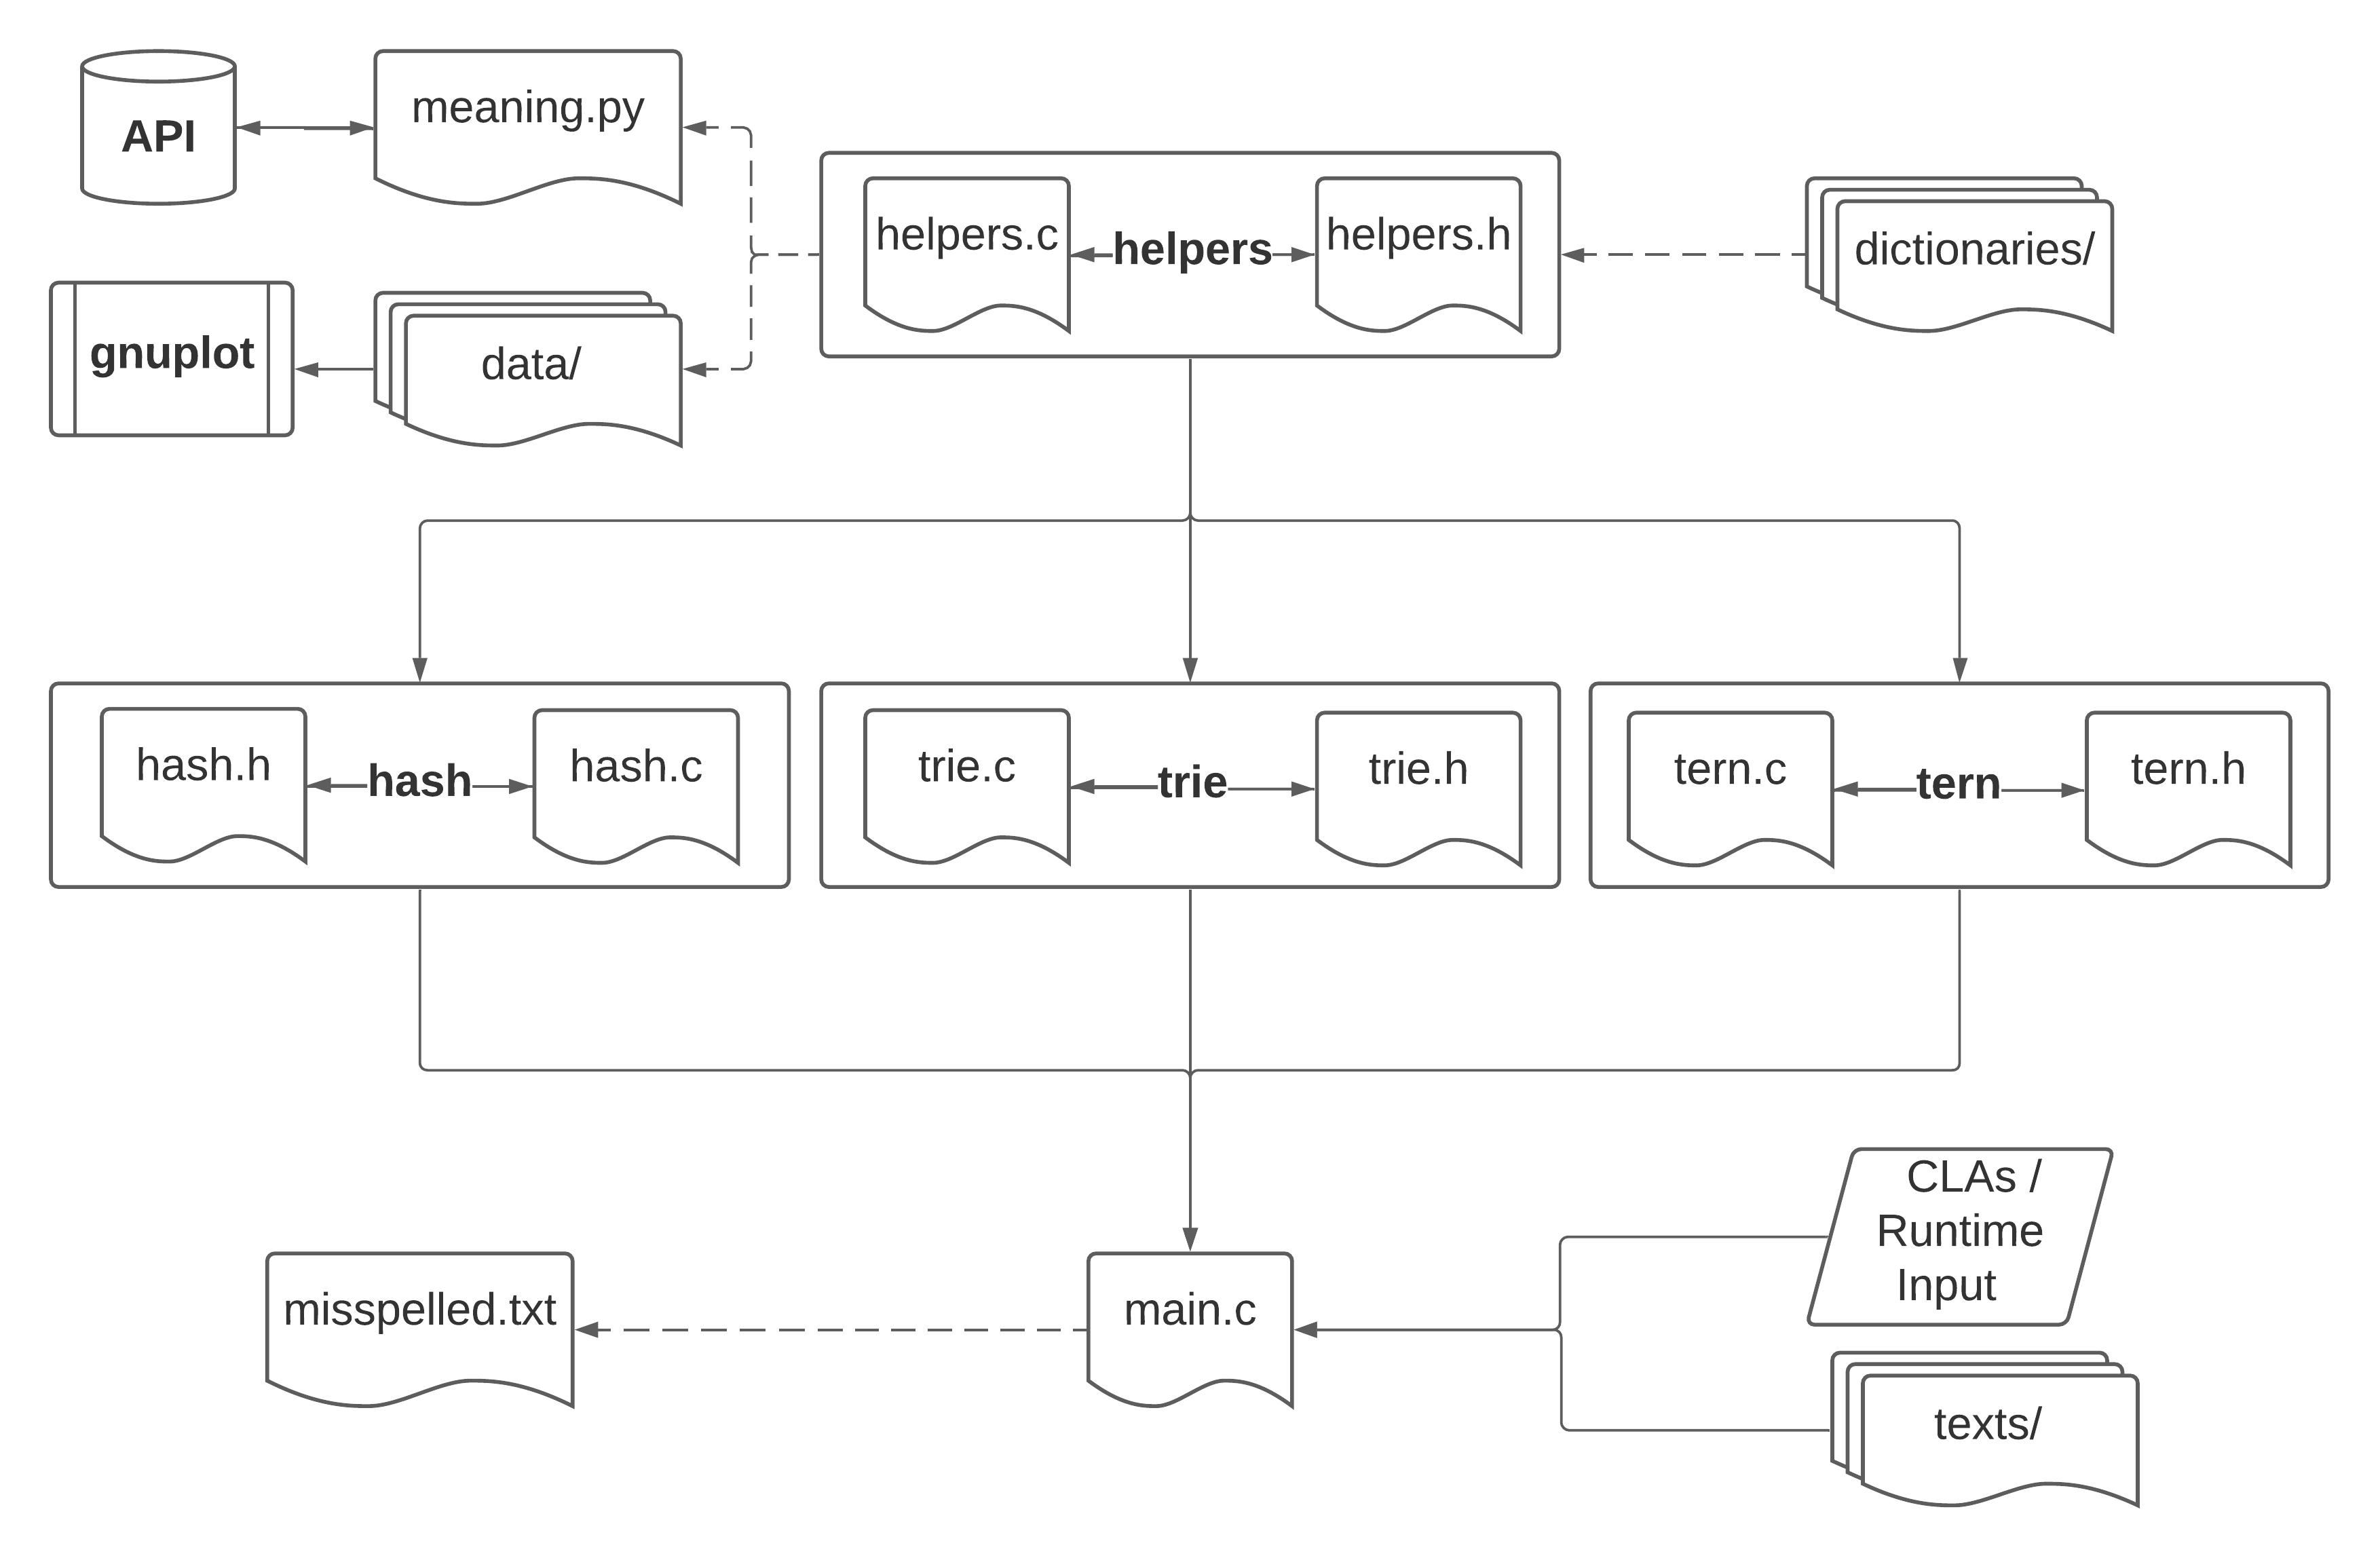 API
meaning.py
helpers.c
helpers
helpers.h
dictionaries/
gnuplot
data/
hash.h
hash
hash.c
trie.c
trie
trie.h
tern.c
tern
tern.h
CLAs /
Runtime
Input
misspelled.txt
main.c
texts/